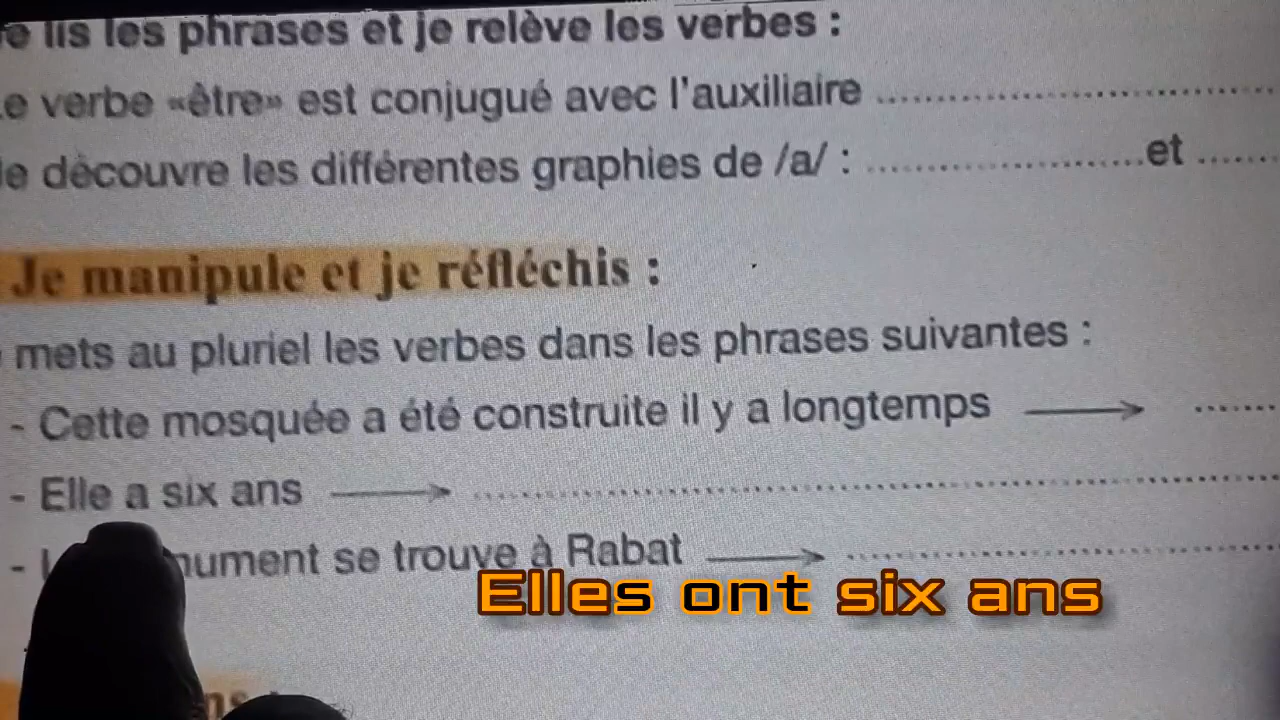 lis les phrases et je relève les verbes :
e verbe «être» est conjugué avec l'auxiliaire ................................
e découvre les différentes graphies de /a/ : ......................et .......
Je manipule et je réfléchis :
mets au pluriel les verbes dans les phrases suivantes :
- Cette mosquée a été construite il y a longtemps → .......
- Elle a six ans → ................................................
- nument se trouve à Rabat → ................................
Elles ont six ans